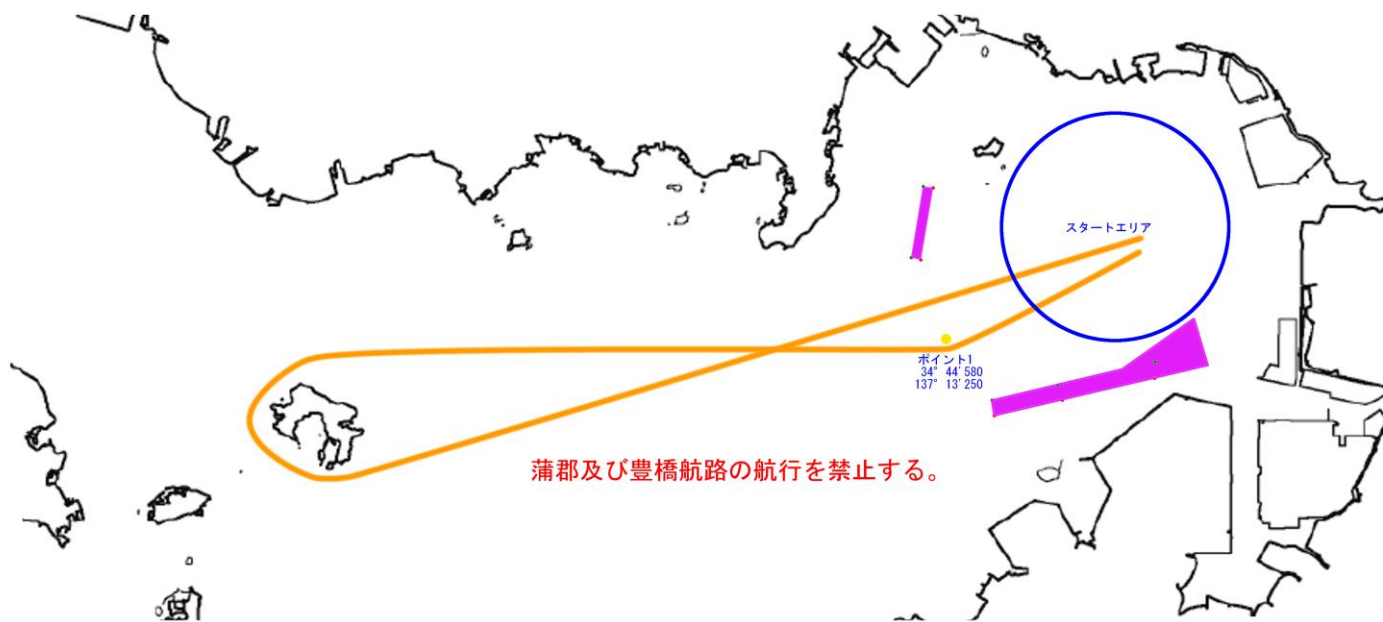 スタートエリア
ポイント1
34° 44' 580
137° 13' 250
蒲郡及び豊橋航路の航行を禁止する。